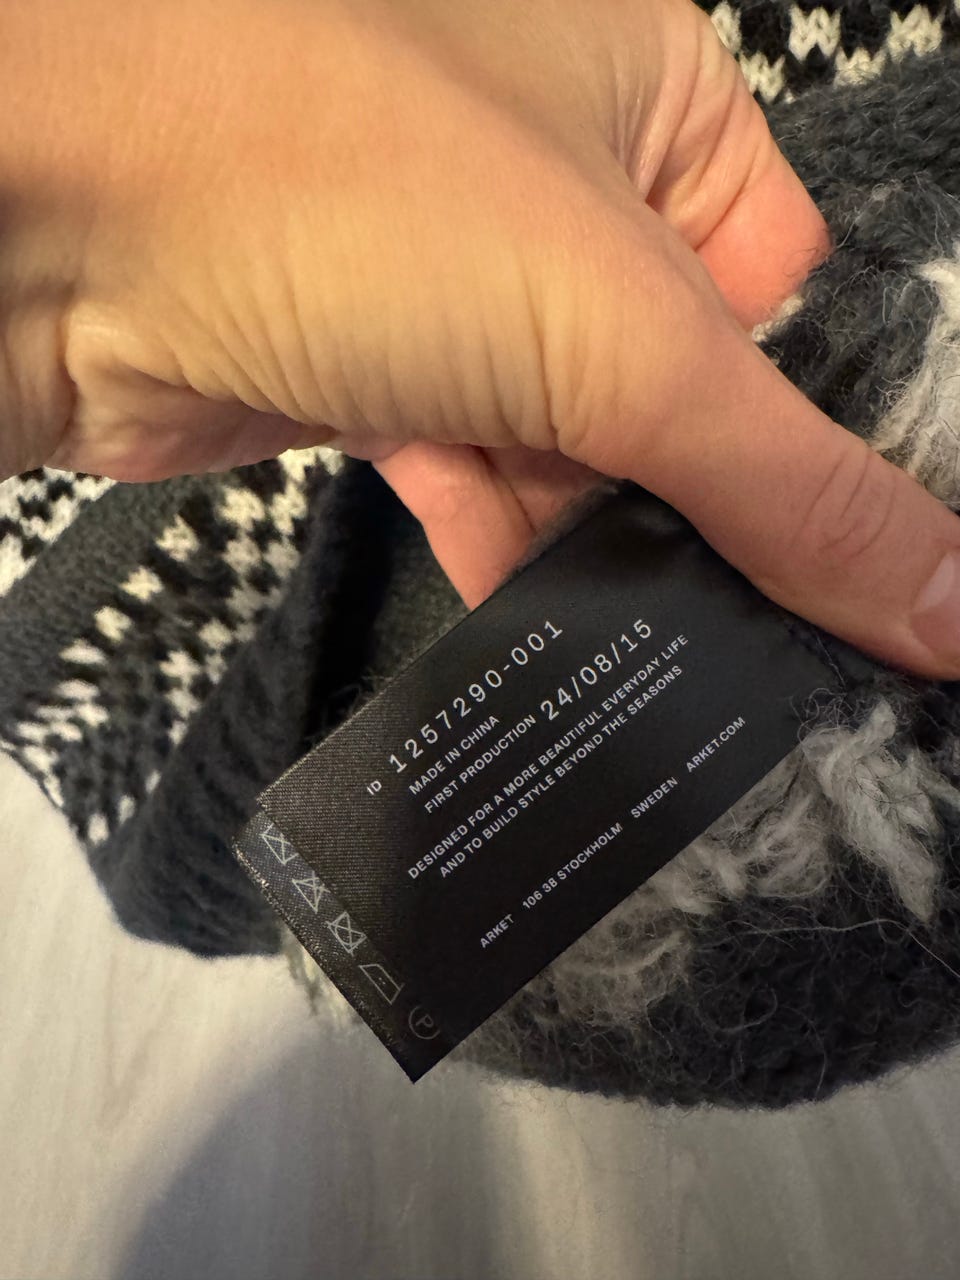 ID 1257290-001
MADE IN CHINA
FIRST PRODUCTION 24/08/15
DESIGNED FOR A MORE BEAUTIFUL EVERYDAY LIFE
AND TO BUILD STYLE BEYOND THE SEASONS
ARKET 106 38 STOCKHOLM SWEDEN ARKET.COM
P